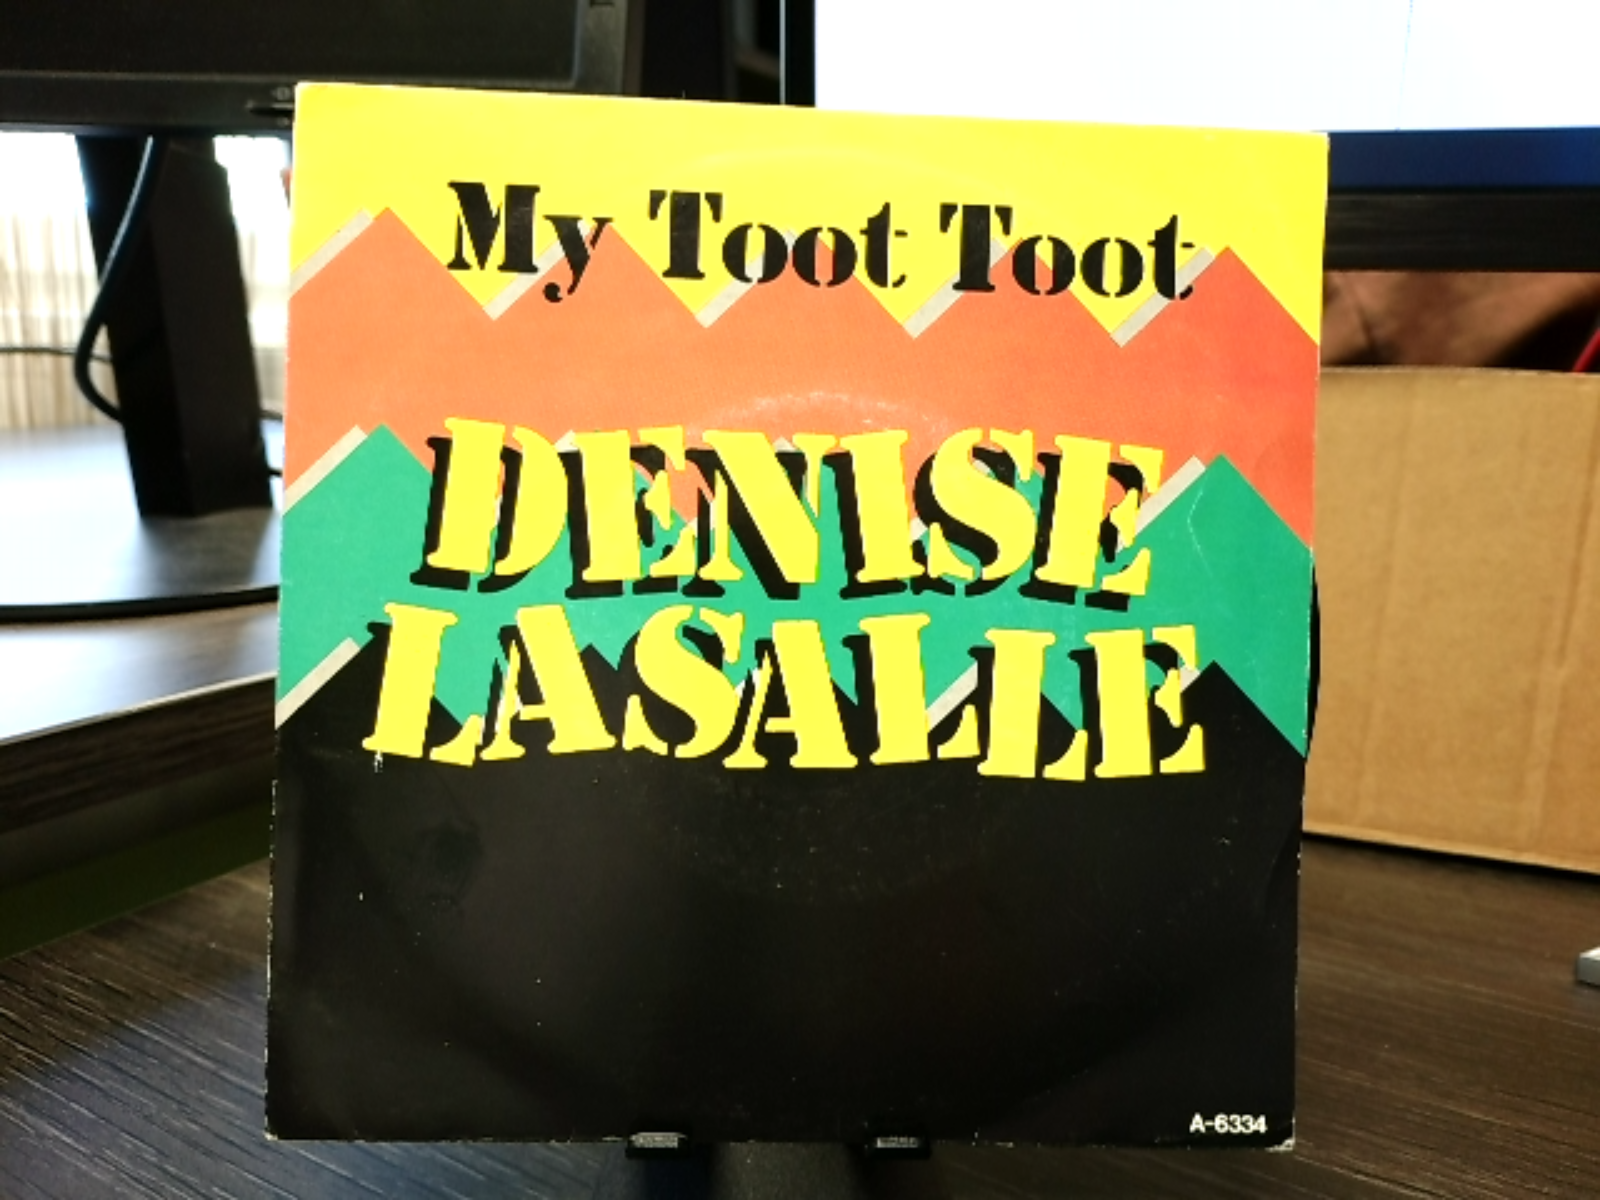 My Toot Toot
DENISE
LASALLE
A-6334